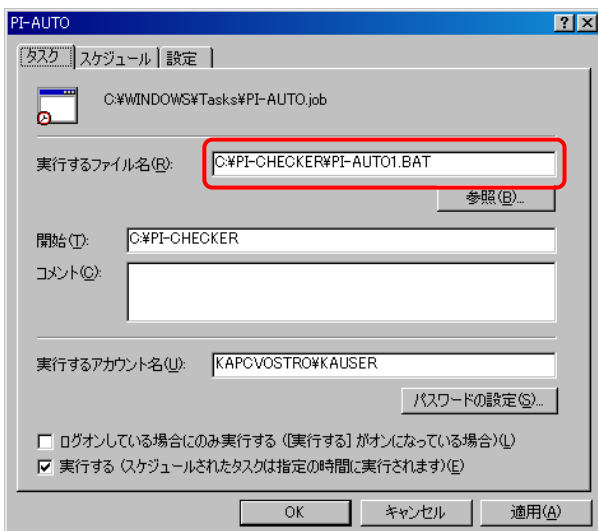 PI-AUTO
タスク スケジュール 設定
C:¥WINDOWS¥Tasks¥PI-AUTO.job
実行するファイル名(R): C:¥PI-CHECKER¥PI-AUTO1.BAT
参照(B)...
開始(T): C:¥PI-CHECKER
コメント(C):
実行するアカウント名(U): KAPCVOSTRO¥KAUSER
パスワードの設定(S)...
ログオンしている場合にのみ実行する ([実行する] がオンになっている場合)(L)
実行する (スケジュールされたタスクは指定の時間に実行されます)(E)
OK キャンセル 適用(A)